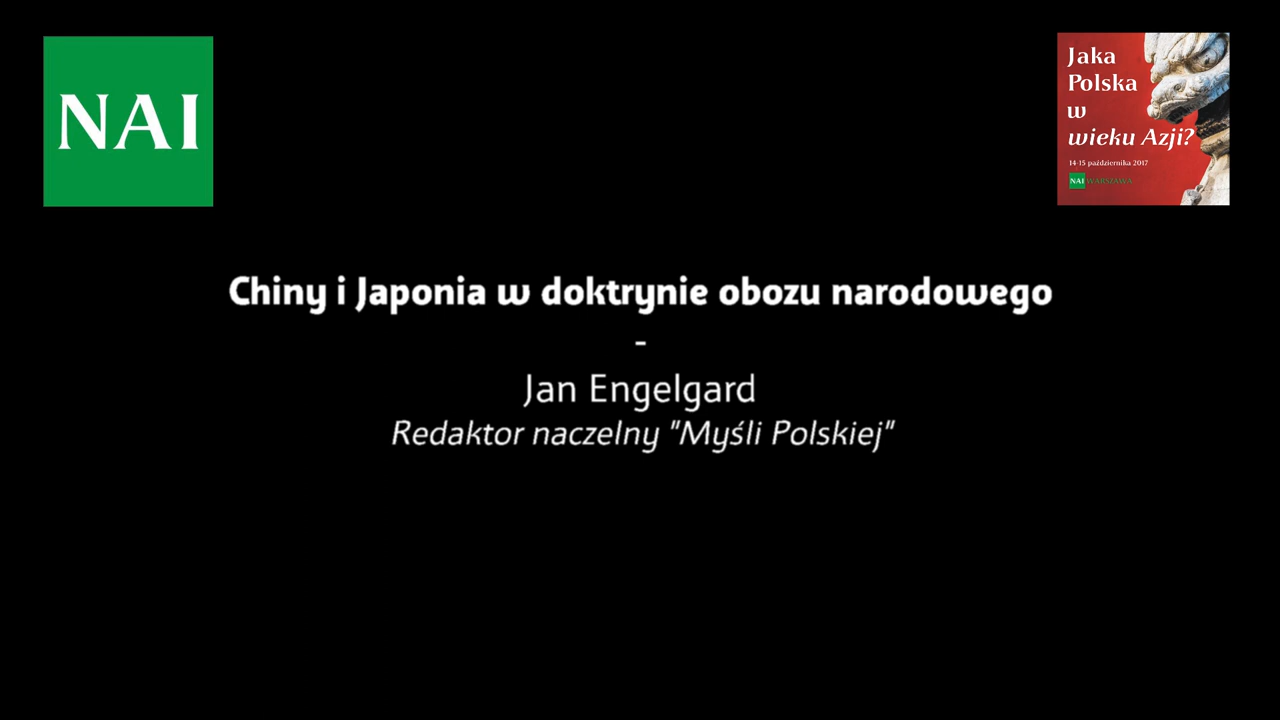 NAI
Jaka
Polska
w
wieku Azji?
14-15 października 2017
NAI WARSZAWA
Chiny i Japonia w doktrynie obozu narodowego
-
Jan Engelgard
Redaktor naczelny "Myśli Polskiej"